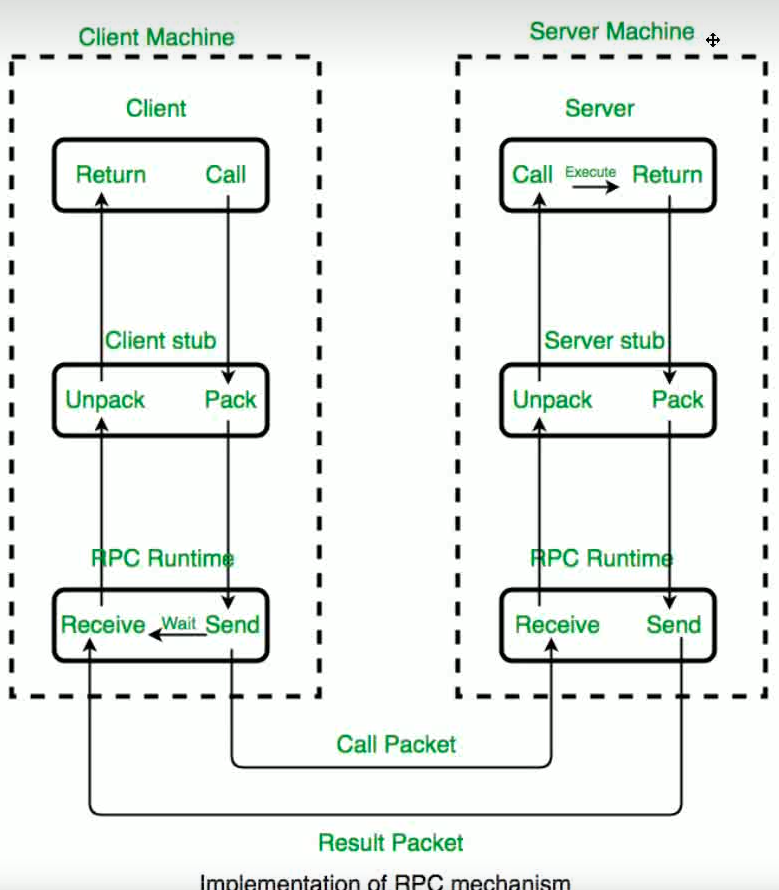 Client Machine
Server Machine
Client
Server
Return Call
Call Execute Return
Client stub
Server stub
Unpack Pack
Unpack Pack
RPC Runtime
RPC Runtime
Receive Wait Send
Receive Send
Call Packet
Result Packet
Implementation of RPC mechanism